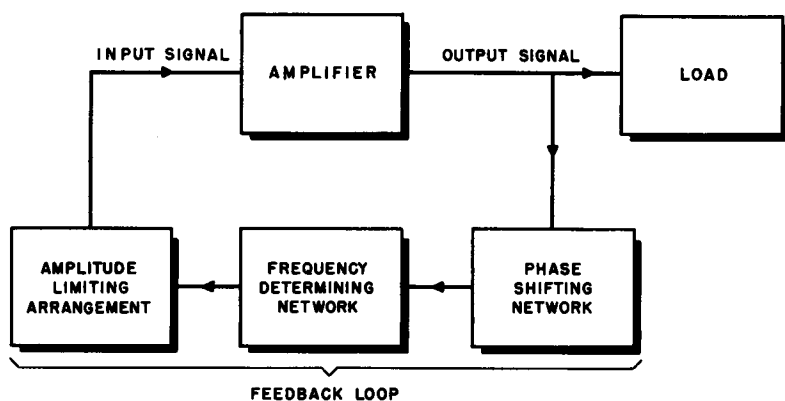 INPUT SIGNAL
AMPLIFIER
OUTPUT SIGNAL
LOAD
AMPLITUDE
LIMITING
ARRANGEMENT
FREQUENCY
DETERMINING
NETWORK
PHASE
SHIFTING
NETWORK
FEEDBACK LOOP